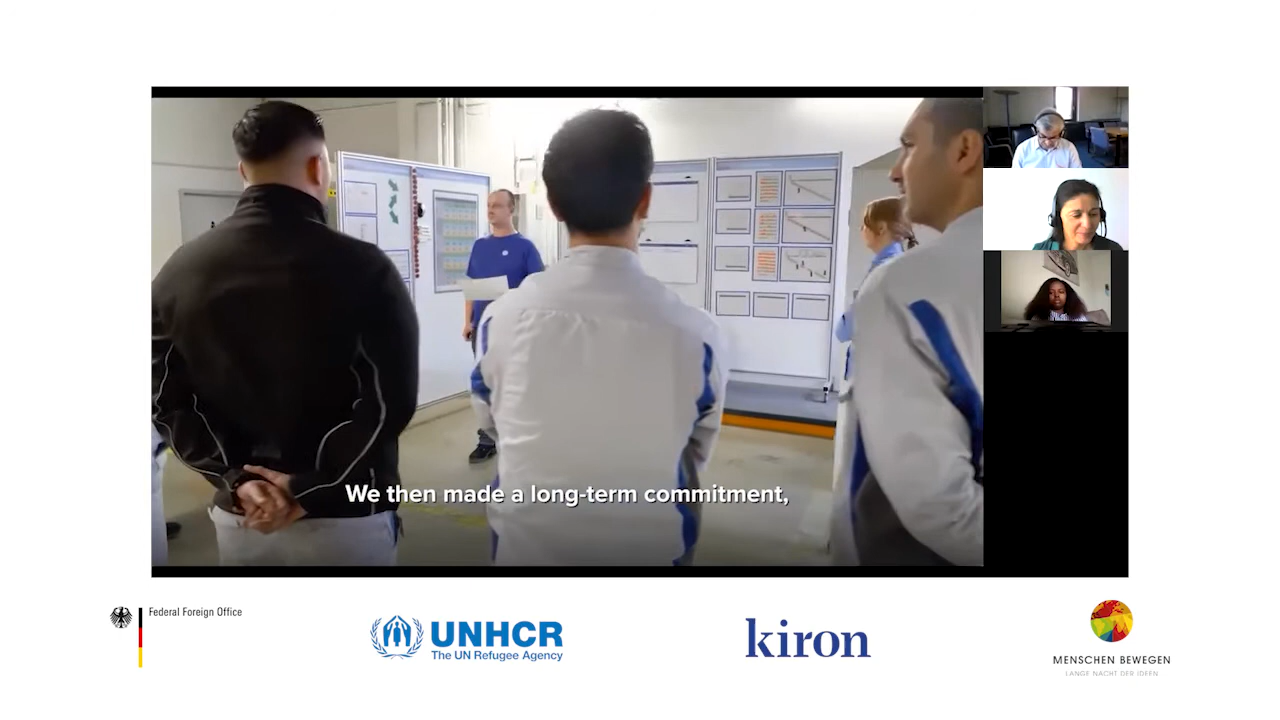 We then made a long-term commitment,
Federal Foreign Office
UNHCR
The UN Refugee Agency
kiron
MENSCHEN BEWEGEN
LANGE NACHT DER IDEEN